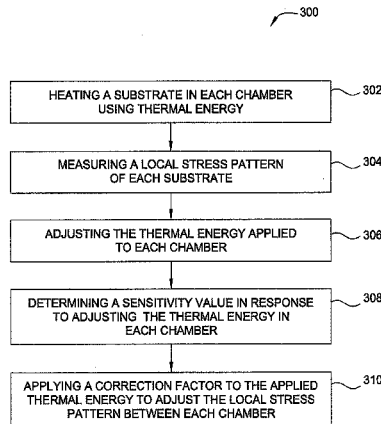 300
HEATING A SUBSTRATE IN EACH CHAMBER
USING THERMAL ENERGY
302
MEASURING A LOCAL STRESS PATTERN
OF EACH SUBSTRATE
304
ADJUSTING THE THERMAL ENERGY APPLIED
TO EACH CHAMBER
306
DETERMINING A SENSITIVITY VALUE IN RESPONSE
TO ADJUSTING THE THERMAL ENERGY IN
EACH CHAMBER
308
APPLYING A CORRECTION FACTOR TO THE APPLIED
THERMAL ENERGY TO ADJUST THE LOCAL STRESS
PATTERN BETWEEN EACH CHAMBER
310